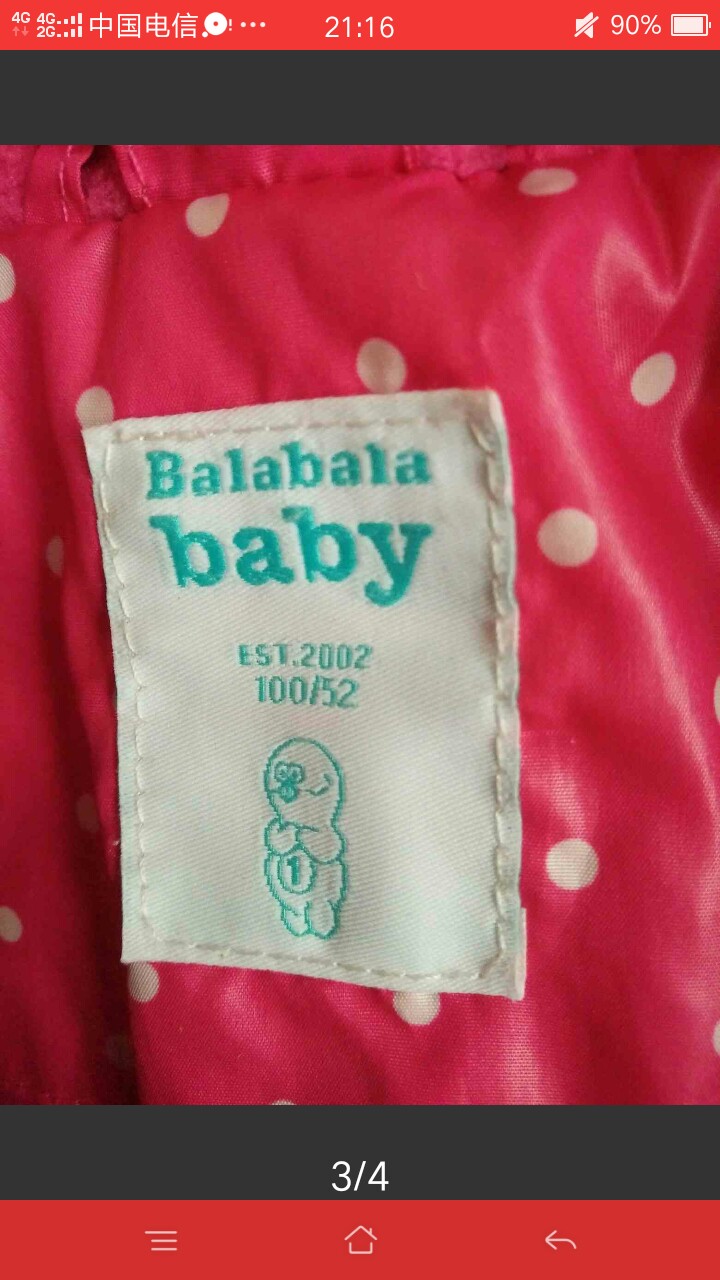 4G 4G 2G 中国电信 ! ... 21:16 90%
Balabala
baby
EST.2002
100/52
1
3/4